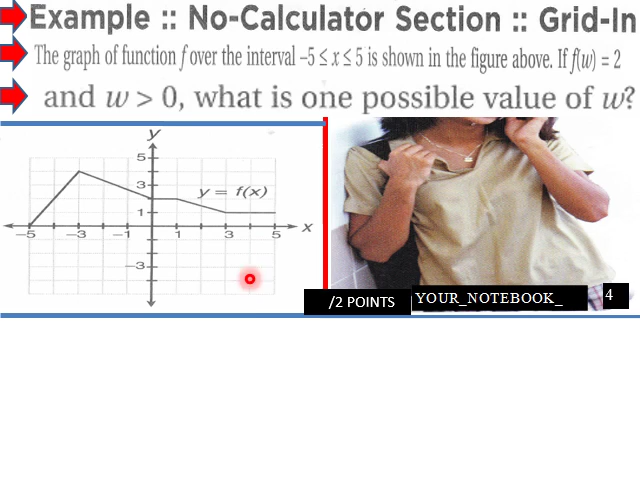 Example :: No-Calculator Section :: Grid-In
The graph of function f over the interval –5 ≤ x ≤ 5 is shown in the figure above. If f(w) = 2
and w > 0, what is one possible value of w?
y
5
3
y = f(x)
1
–5 –3 –1 1 3 5 x
–3
/2 POINTS YOUR_NOTEBOOK_ 4